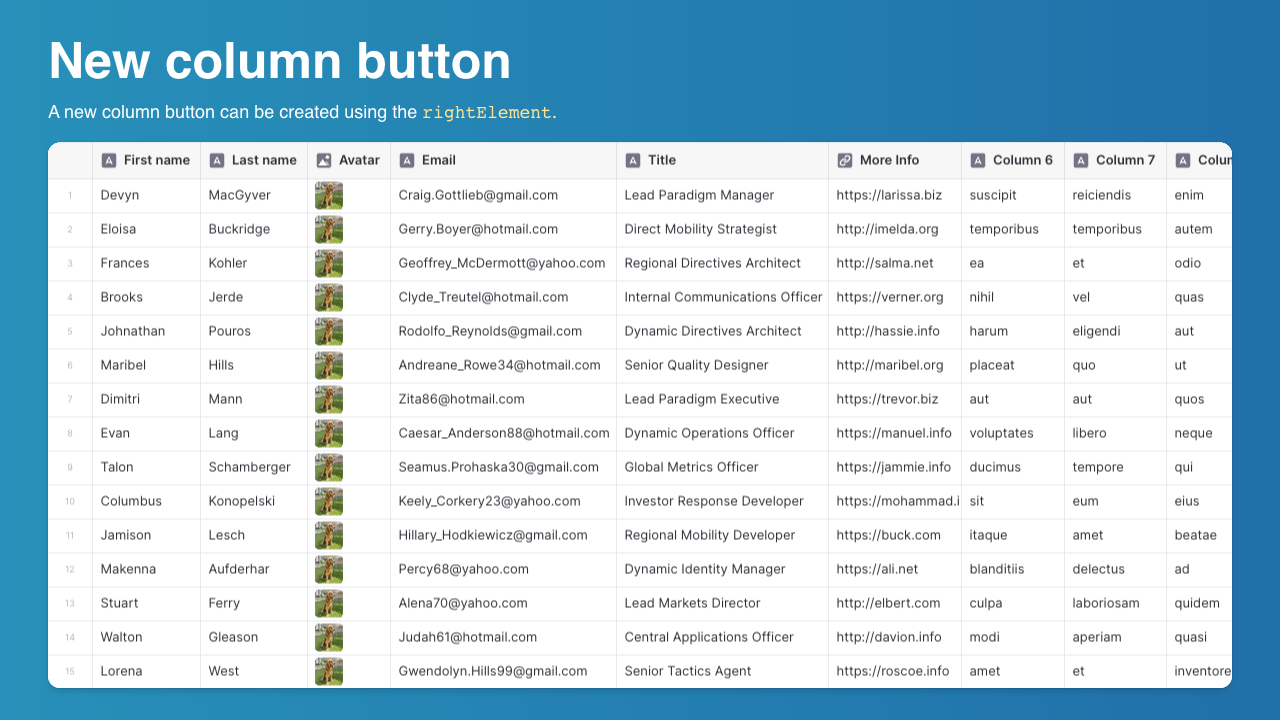 New column button
A new column button can be created using the rightElement.
First name Last name Avatar Email Title More Info Column 6 Column 7 Colum
1 Devyn MacGyver Craig.Gottlieb@gmail.com Lead Paradigm Manager https://larissa.biz suscipit reiciendis enim
2 Eloisa Buckridge Gerry.Boyer@hotmail.com Direct Mobility Strategist http://imelda.org temporibus temporibus autem
3 Frances Kohler Geoffrey_McDermott@yahoo.com Regional Directives Architect http://salma.net ea et odio
4 Brooks Jerde Clyde_Treutel@hotmail.com Internal Communications Officer https://verner.org nihil vel quas
5 Johnathan Pouros Rodolfo_Reynolds@gmail.com Dynamic Directives Architect http://hassie.info harum eligendi aut
6 Maribel Hills Andreane_Rowe34@hotmail.com Senior Quality Designer http://maribel.org placeat quo ut
7 Dimitri Mann Zita86@hotmail.com Lead Paradigm Executive https://trevor.biz aut aut quos
8 Evan Lang Caesar_Anderson88@hotmail.com Dynamic Operations Officer https://manuel.info voluptates libero neque
9 Talon Schamberger Seamus.Prohaska30@gmail.com Global Metrics Officer https://jammie.info ducimus tempore qui
10 Columbus Konopelski Keely_Corkery23@yahoo.com Investor Response Developer https://mohammad.i sit eum eius
11 Jamison Lesch Hillary_Hodkiewicz@gmail.com Regional Mobility Developer https://buck.com itaque amet beatae
12 Makenna Aufderhar Percy68@yahoo.com Dynamic Identity Manager https://ali.net blanditiis delectus ad
13 Stuart Ferry Alena70@yahoo.com Lead Markets Director http://elbert.com culpa laboriosam quidem
14 Walton Gleason Judah61@hotmail.com Central Applications Officer http://davion.info modi aperiam quasi
15 Lorena West Gwendolyn.Hills99@gmail.com Senior Tactics Agent https://roscoe.info amet et inventore